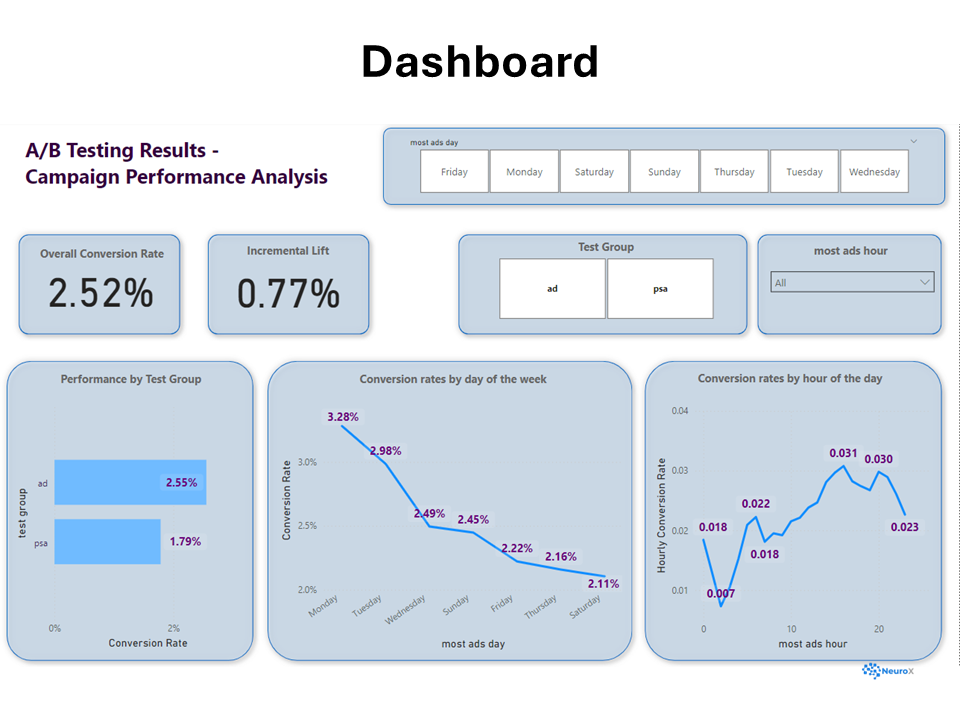 Dashboard
A/B Testing Results -
Campaign Performance Analysis
most ads day
Friday
Monday
Saturday
Sunday
Thursday
Tuesday
Wednesday
Overall Conversion Rate
2.52%
Incremental Lift
0.77%
Test Group
ad
psa
most ads hour
All
Performance by Test Group
test group
ad
2.55%
psa
1.79%
0%
2%
Conversion Rate
Conversion rates by day of the week
Conversion Rate
3.0%
2.5%
2.0%
3.28%
2.98%
2.49%
2.45%
2.22%
2.16%
2.11%
Monday
Tuesday
Wednesday
Sunday
Friday
Thursday
Saturday
most ads day
Conversion rates by hour of the day
Hourly Conversion Rate
0.04
0.03
0.02
0.01
0.018
0.007
0.022
0.018
0.031
0.030
0.023
0
10
20
most ads hour
NeuroX